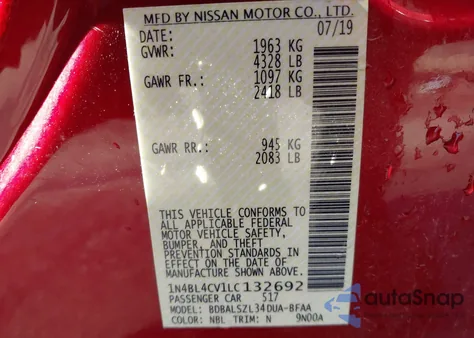 MFD BY NISSAN MOTOR CO., LTD.
DATE: 07/19
GVWR: 1963 KG
4328 LB
GAWR FR.: 1097 KG
2418 LB
GAWR RR.: 945 KG
2083 LB
THIS VEHICLE CONFORMS TO
ALL APPLICABLE FEDERAL
MOTOR VEHICLE SAFETY,
BUMPER, AND THEFT
PREVENTION STANDARDS IN
EFFECT ON THE DATE OF
MANUFACTURE SHOWN ABOVE.
1N4BL4CV1LC132692
PASSENGER CAR S17
MODEL: BDBALSZL34DUA-BFAA
COLOR: NBL TRIM: N 9N00A
autoSnap